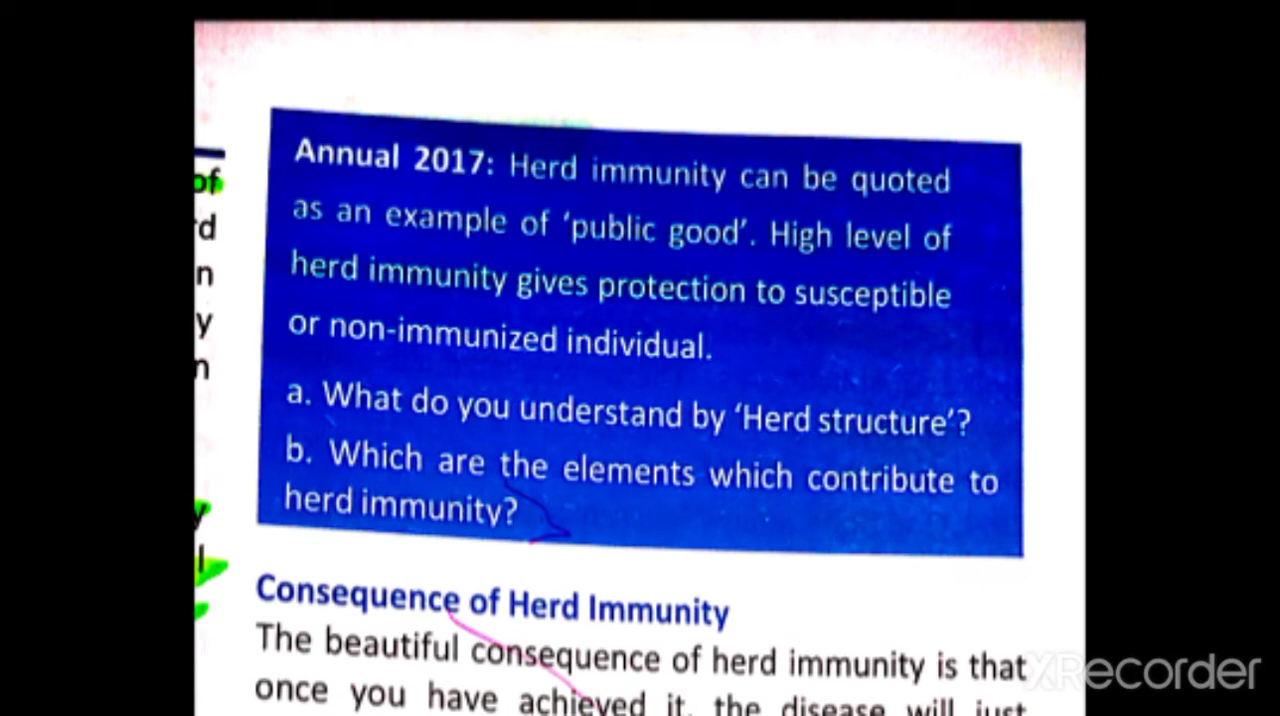 Annual 2017: Herd immunity can be quoted
as an example of 'public good'. High level of
herd immunity gives protection to susceptible
or non-immunized individual.
a. What do you understand by 'Herd structure'?
b. Which are the elements which contribute to
herd immunity?
Consequence of Herd Immunity
The beautiful consequence of herd immunity is that
once you have achieved it, the disease will just
of
d
n
y
n
y
l
XRecorder